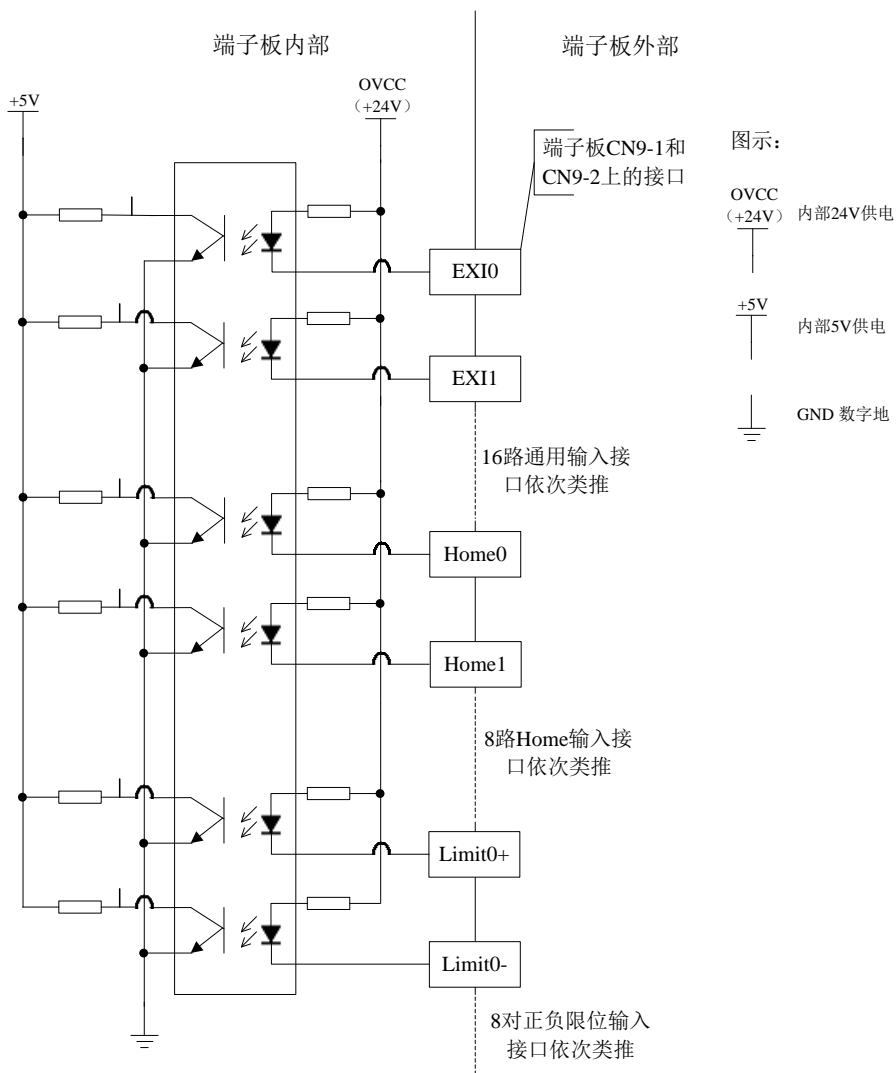 端子板内部
端子板外部
+5V
OVCC
（+24V）
端子板CN9-1和
CN9-2上的接口
图示：
OVCC
（+24V）
内部24V供电
EXI0
+5V
内部5V供电
EXI1
GND 数字地
16路通用输入接
口依次类推
Home0
Home1
8路Home输入接
口依次类推
Limit0+
Limit0-
8对正负限位输入
接口依次类推